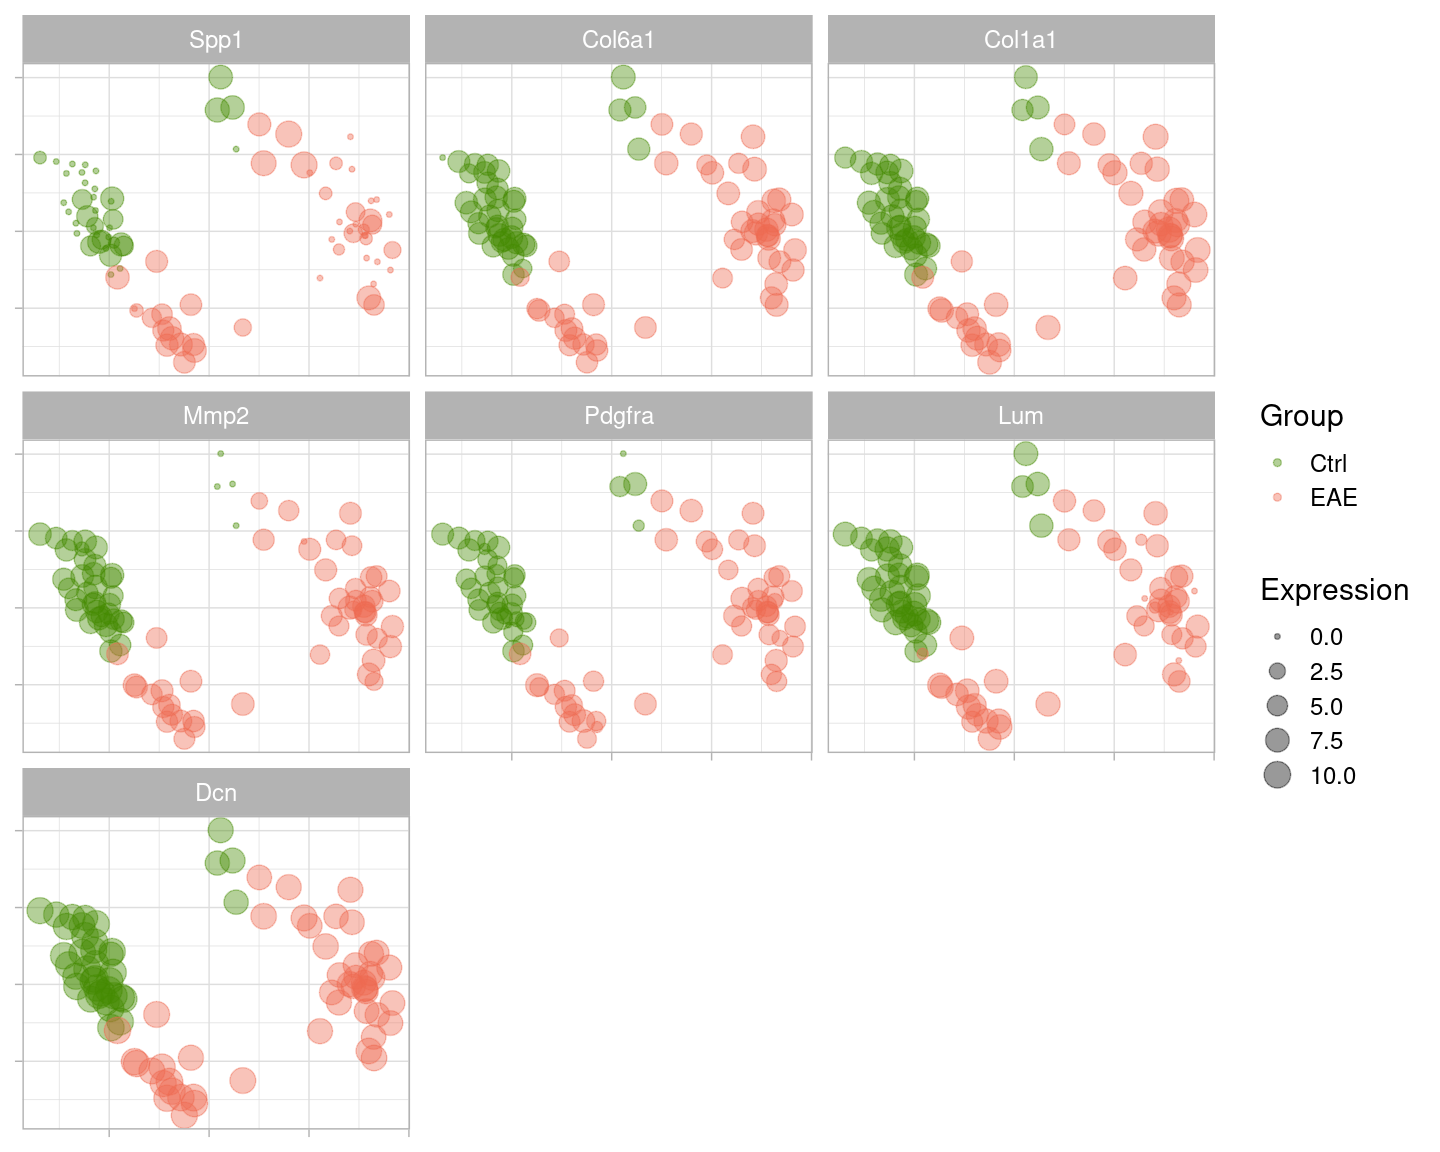 Spp1
Col6a1
Col1a1
Mmp2
Pdgfra
Lum
Dcn
Group
Ctrl
EAE
Expression
0.0
2.5
5.0
7.5
10.0